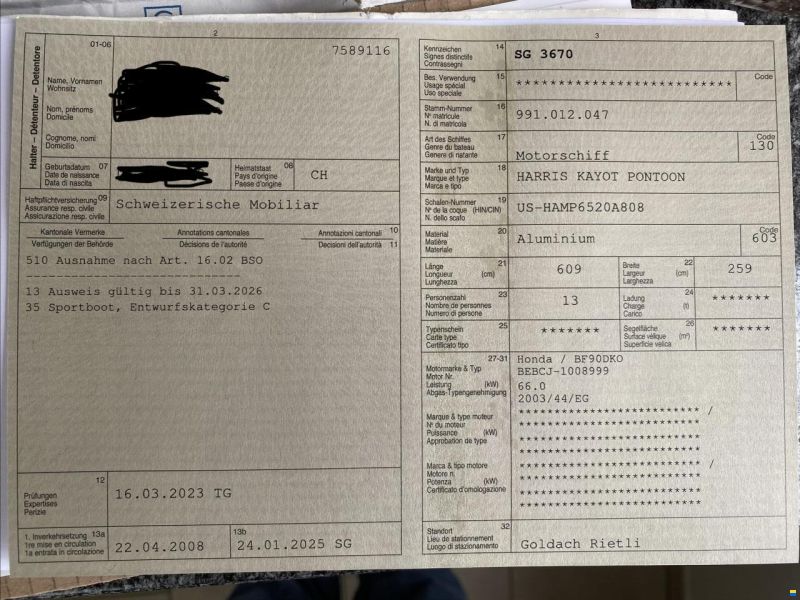 2
01-06
7589116
Halter – Détenteur – Detentore
Name, Vornamen
Wohnsitz
Nom, prénoms
Domicile
Cognome, nomi
Domicilio
Geburtsdatum 07
Date de naissance
Data di nascita
Heimatstaat 08
Pays d'origine
Paese d'origine
CH
Haftpflichtversicherung 09
Assurance resp. civile
Assicurazione resp. civile
Schweizerische Mobiliar
Kantonale Vermerke Annotations cantonales Annotazioni cantonali 10
Verfügungen der Behörde Décisions de l'autorité Decisioni dell'autorità 11
510 Ausnahme nach Art. 16.02 BSO
------------------------
13 Ausweis gültig bis 31.03.2026
35 Sportboot, Entwurfskategorie C
12
Prüfungen
Expertises
Perizie
16.03.2023 TG
1. Inverkehrsetzung 13a
1re mise en circulation
1a entrata in circolazione
22.04.2008
13b
24.01.2025 SG
3
Kennzeichen 14
Signes distinctifs
Contrassegni
SG 3670
Bes. Verwendung 15
Usage spécial
Uso speciale
Code
**************************
Stamm-Nummer 16
N° matricule
N. di matricola
991.012.047
Art des Schiffes 17
Genre du bateau
Genere di natante
Motorschiff
Code
130
Marke und Typ 18
Marque et type
Marca e tipo
HARRIS KAYOT PONTOON
Schalen-Nummer 19
N° de la coque (HIN/CIN)
N. dello scafo
US-HAMP6520A808
Material 20
Matière
Materiale
Aluminium
Code
603
Länge 21
Longueur (cm)
Lunghezza
609
Breite 22
Largeur (cm)
Larghezza
259
Personenzahl 23
Nombre de personnes
Numero di persone
13
Ladung 24
Charge (t)
Carico
*******
Typenschein 25
Carte type
Certificato tipo
*******
Segelfläche 26
Surface vélique (m²)
Superficie velica
*******
27-31
Motormarke & Typ
Motor Nr.
Leistung (kW)
Abgas-Typengenehmigung
Honda / BF90DKO
BEBCJ-1008999
66.0
2003/44/EG
Marque & type moteur
N° du moteur
Puissance (kW)
Approbation de type
************************** /
**************************
**************************
**************************
Marca & tipo motore
Motore n.
Potenza (kW)
Certificato d'omologazione
************************** /
**************************
**************************
**************************
Standort 32
Lieu de stationnement
Luogo di stazionamento
Goldach Rietli